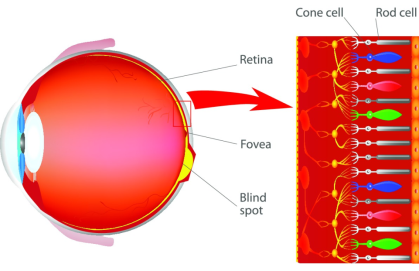 Cone cell
Rod cell
Retina
Fovea
Blind
spot